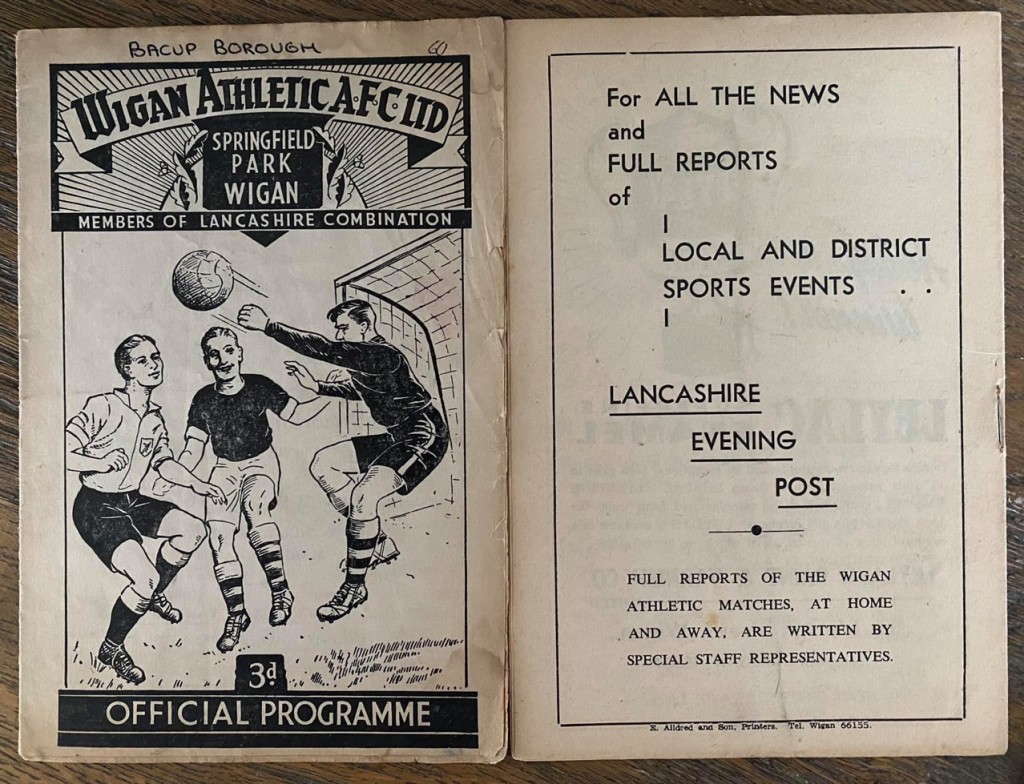 BACUP BOROUGH 60
WIGAN ATHLETIC A.F.C. LTD
SPRINGFIELD
PARK
WIGAN
MEMBERS OF LANCASHIRE COMBINATION
3d
OFFICIAL PROGRAMME
For ALL THE NEWS
and
FULL REPORTS
of
LOCAL AND DISTRICT
SPORTS EVENTS . .
LANCASHIRE
EVENING
POST
FULL REPORTS OF THE WIGAN
ATHLETIC MATCHES, AT HOME
AND AWAY, ARE WRITTEN BY
SPECIAL STAFF REPRESENTATIVES.
E. Alldred and Son, Printers. Tel. Wigan 66155.